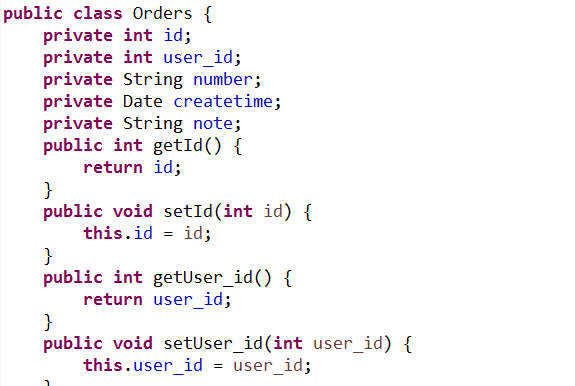 public class Orders {
    private int id;
    private int user_id;
    private String number;
    private Date createtime;
    private String note;
    public int getId() {
        return id;
    }
    public void setId(int id) {
        this.id = id;
    }
    public int getUser_id() {
        return user_id;
    }
    public void setUser_id(int user_id) {
        this.user_id = user_id;
    }